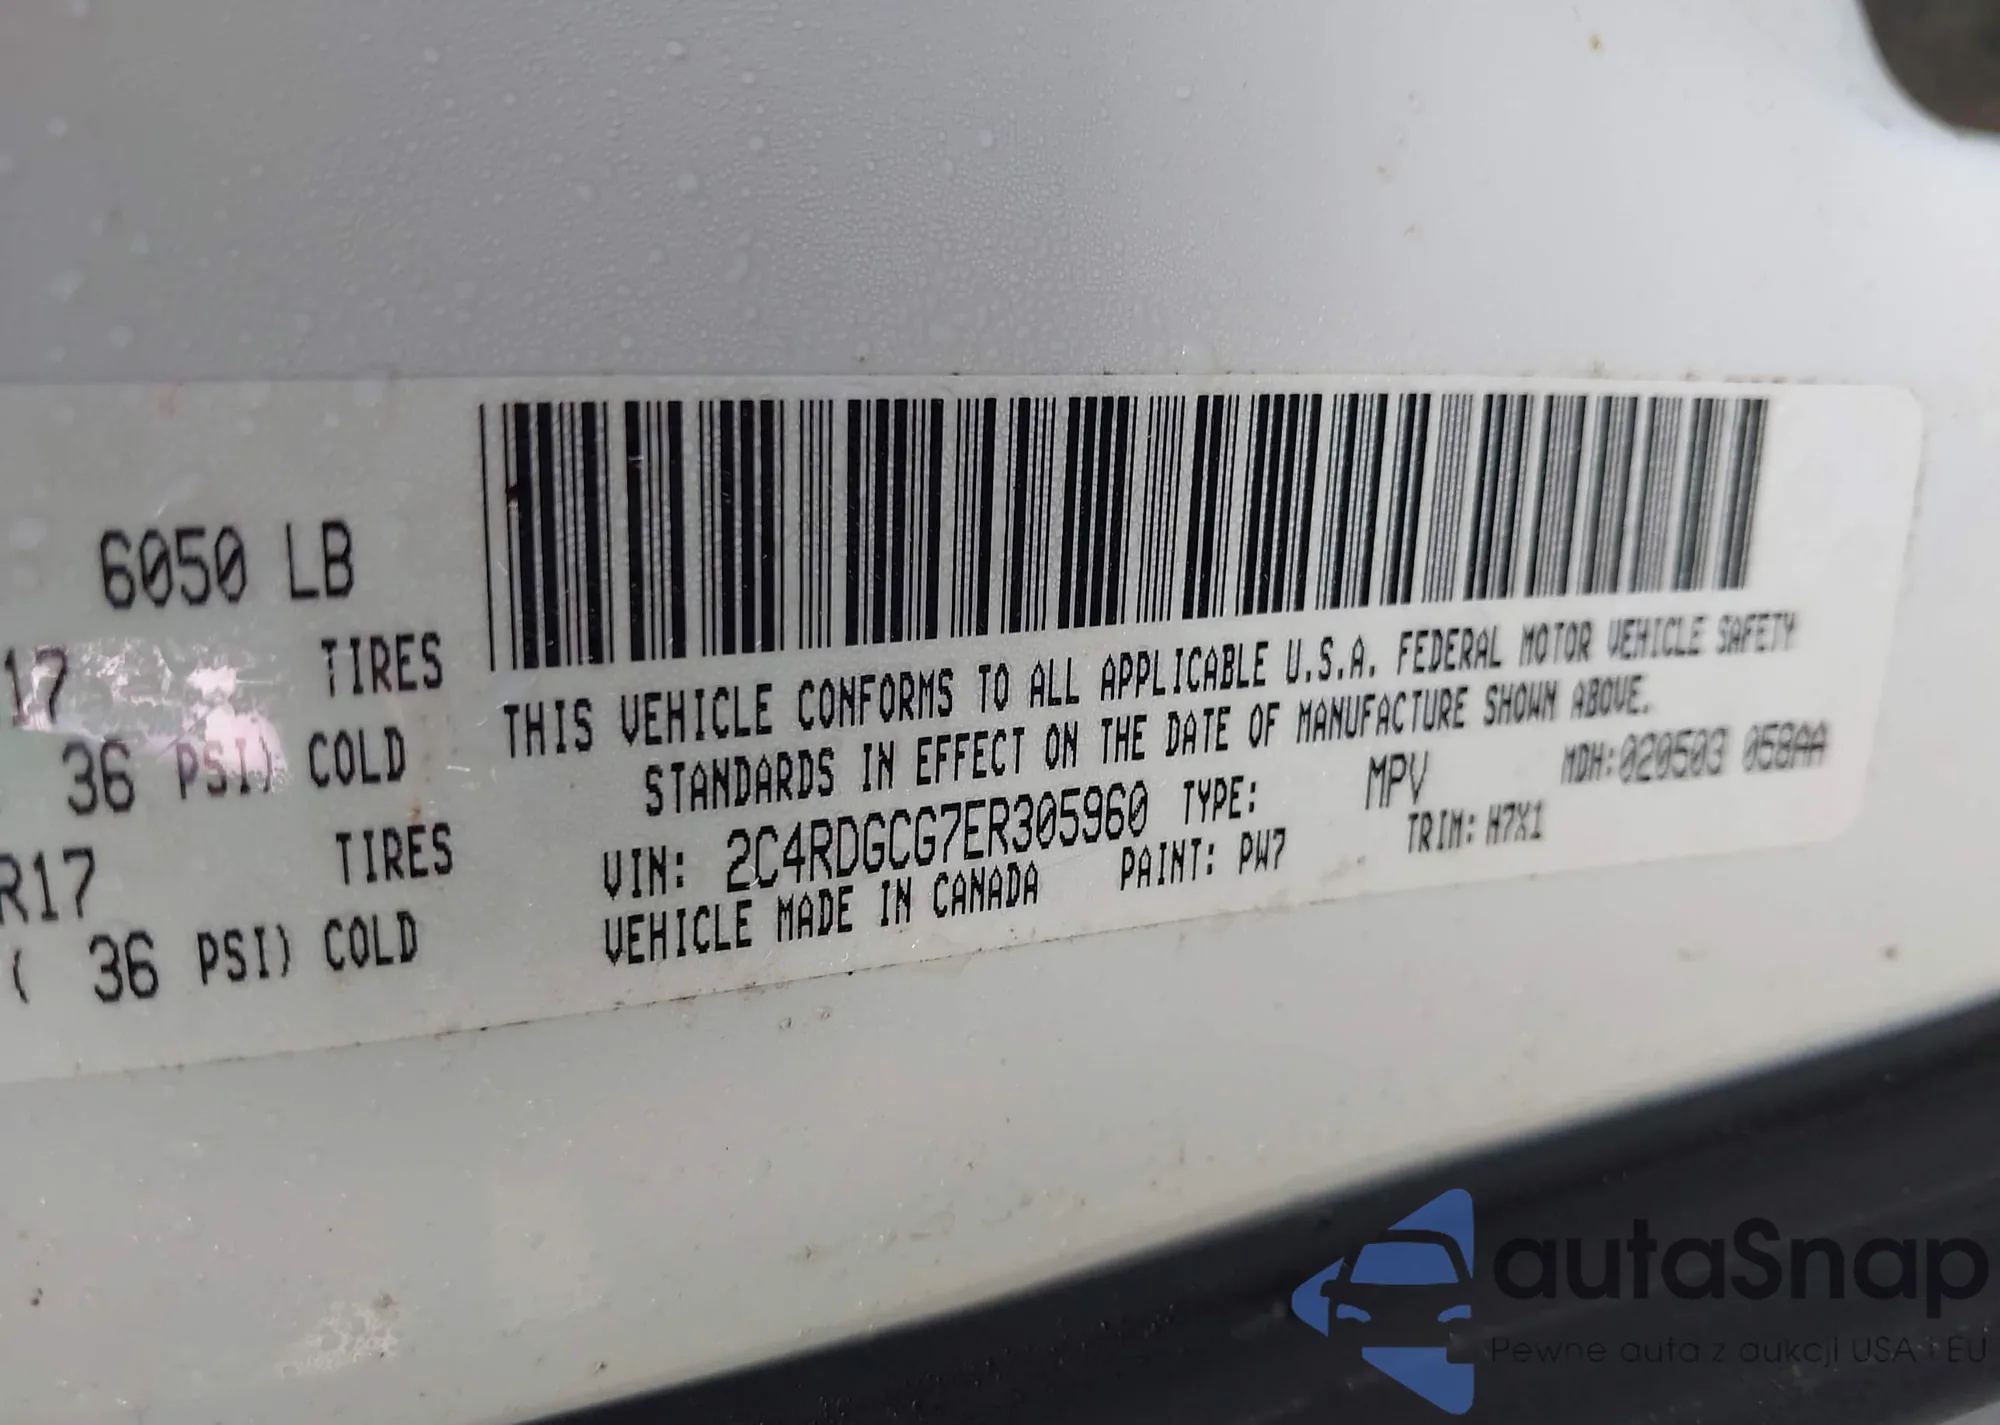 6050 LB
17 TIRES
36 PSI) COLD
R17 TIRES
( 36 PSI) COLD
THIS VEHICLE CONFORMS TO ALL APPLICABLE U.S.A. FEDERAL MOTOR VEHICLE SAFETY
STANDARDS IN EFFECT ON THE DATE OF MANUFACTURE SHOWN ABOVE.
VIN: 2C4RDGCG7ER305960 TYPE: MPV MDH:020503 058AA
VEHICLE MADE IN CANADA PAINT: PW7 TRIM: H7X1
autaSnap
Pewne auta z aukcji USA i EU